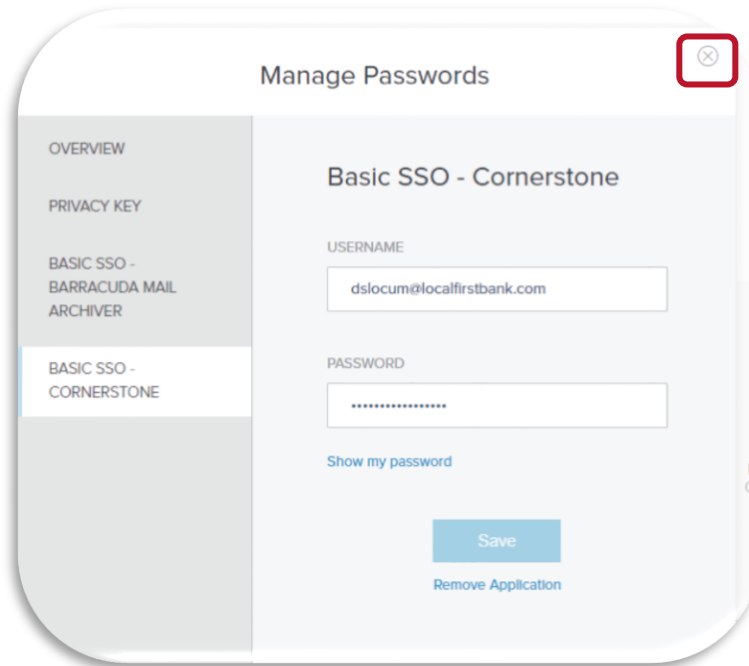 Manage Passwords
OVERVIEW
PRIVACY KEY
BASIC SSO -
BARRACUDA MAIL
ARCHIVER
BASIC SSO -
CORNERSTONE
Basic SSO - Cornerstone
USERNAME
dslocum@localfirstbank.com
PASSWORD
•••••••••••••••••
Show my password
Save
Remove Application